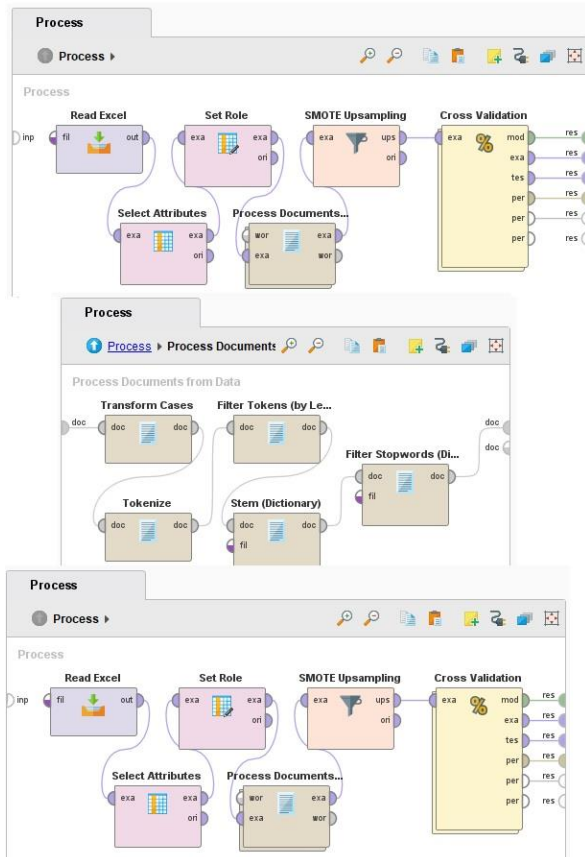 Process
Process
Process
Read Excel
Set Role
SMOTE Upsampling
Cross Validation
inp
fil
out
exa
exa
ori
exa
ups
ori
exa
mod
exa
tes
per
per
per
res
res
res
res
res
res
Select Attributes
Process Documents...
exa
exa
ori
wor
exa
exa
wor
Process
Process
Process Documents
Process Documents from Data
Transform Cases
Filter Tokens (by Le...
doc
doc
doc
doc
doc
doc
doc
Filter Stopwords (Di...
doc
doc
fil
Tokenize
Stem (Dictionary)
doc
doc
doc
doc
fil
Process
Process
Process
Read Excel
Set Role
SMOTE Upsampling
Cross Validation
inp
fil
out
exa
exa
ori
exa
ups
ori
exa
mod
exa
tes
per
per
per
res
res
res
res
res
res
Select Attributes
Process Documents...
exa
exa
ori
wor
exa
exa
wor